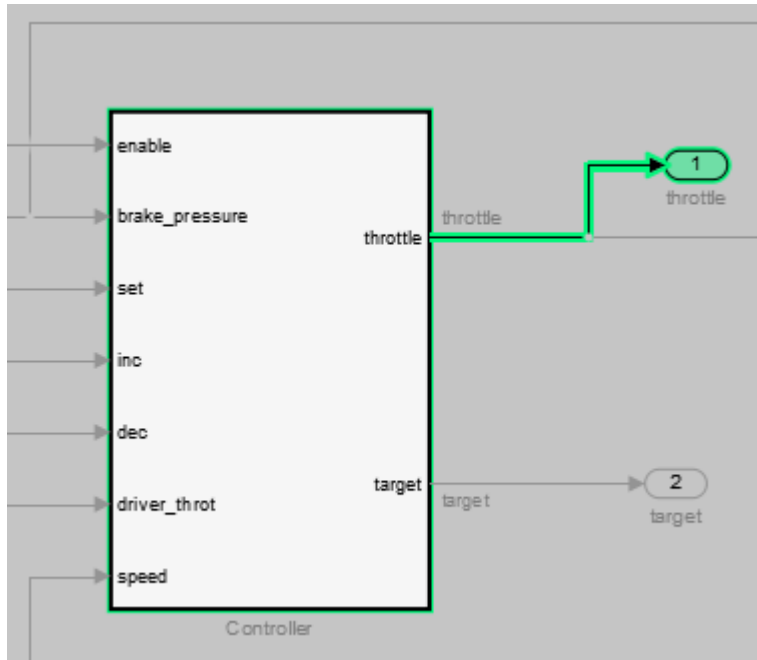 enable
brake_pressure
set
inc
dec
driver_throt
speed
throttle
target
throttle
target
1
throttle
2
target
Controller